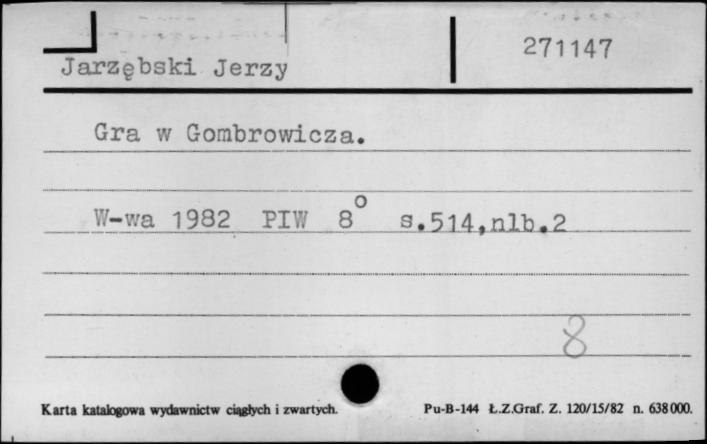 271147
Jarzębski Jerzy
Gra w Gombrowicza.
W-wa 1982 PIW 8° s.514,nlb.2
8
Karta katalogowa wydawnictw ciągłych i zwartych.
Pu-B-144 Ł.Z.Graf. Z. 120/15/82 n. 638000.